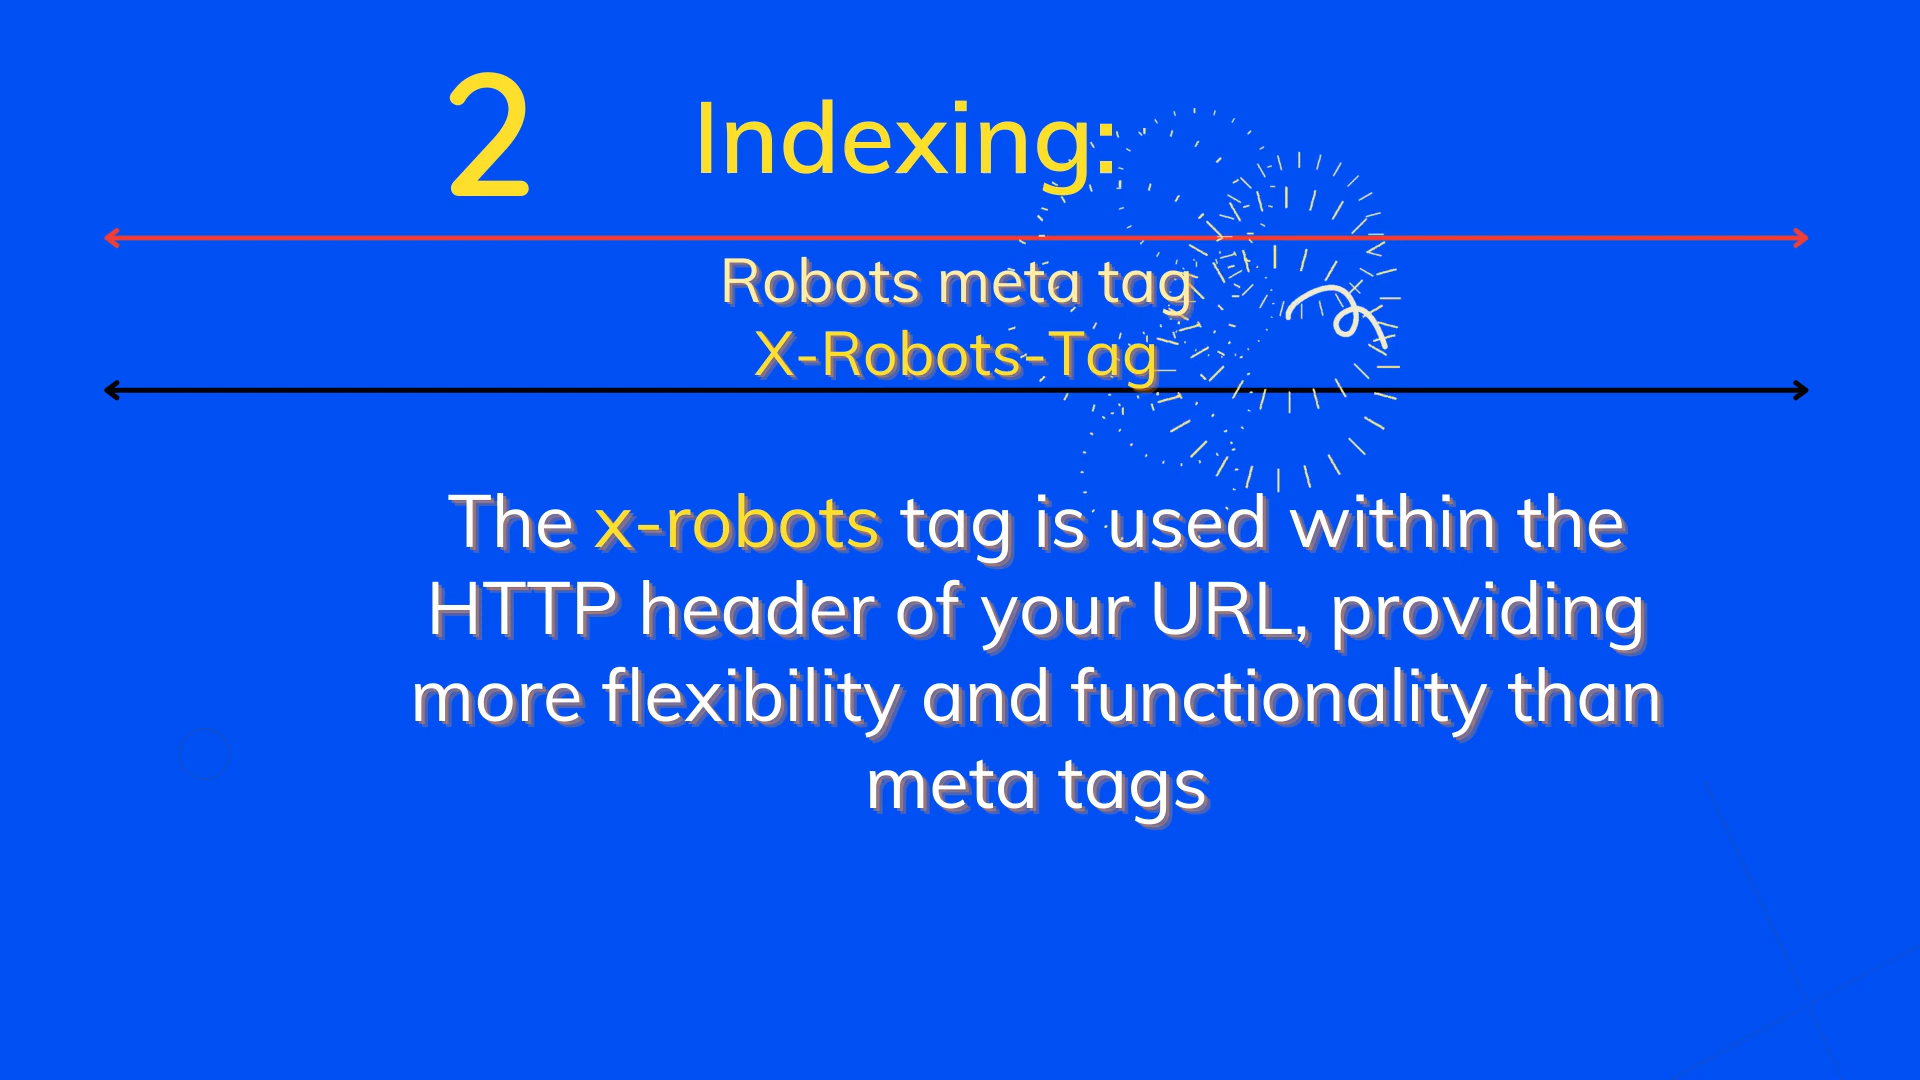 2 Indexing:
Robots meta tag
X-Robots-Tag
The x-robots tag is used within the
HTTP header of your URL, providing
more flexibility and functionality than
meta tags